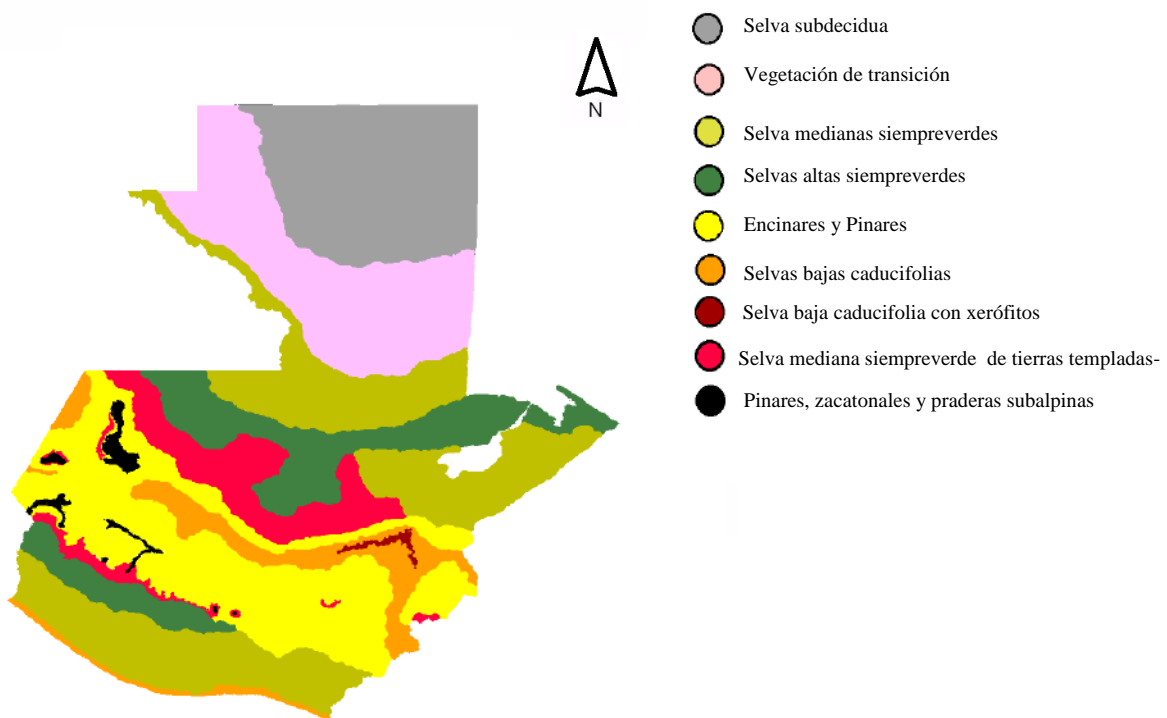 Selva subdecidua
N
Vegetación de transición
Selva medianas siempreverdes
Selvas altas siempreverdes
Encinares y Pinares
Selvas bajas caducifolias
Selva baja caducifolia con xerófitos
Selva mediana siempreverde de tierras templadas-
Pinares, zacatonales y praderas subalpinas